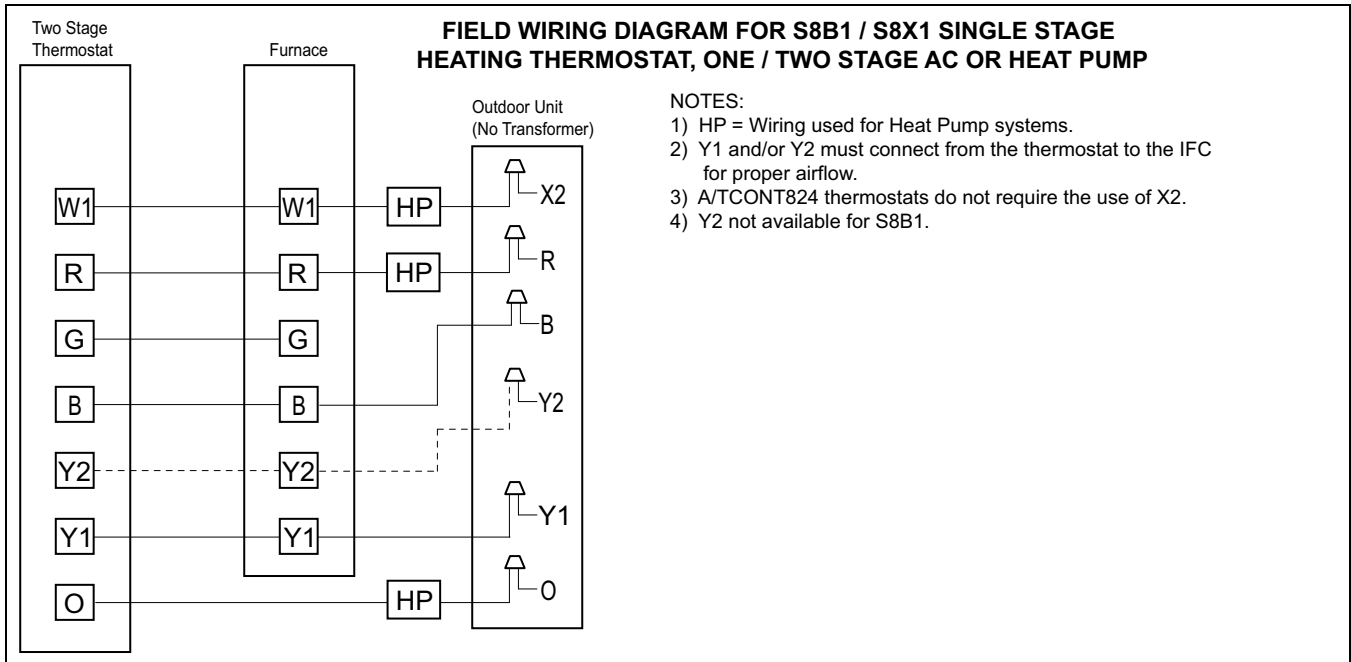 FIELD WIRING DIAGRAM FOR S8B1 / S8X1 SINGLE STAGE
HEATING THERMOSTAT, ONE / TWO STAGE AC OR HEAT PUMP
Two Stage
Thermostat
Furnace
Outdoor Unit
(No Transformer)
NOTES:
1) HP = Wiring used for Heat Pump systems.
2) Y1 and/or Y2 must connect from the thermostat to the IFC
for proper airflow.
3) A/TCONT824 thermostats do not require the use of X2.
4) Y2 not available for S8B1.
W1 W1 HP X2
R R HP R
G G
B B B
Y2 Y2 Y2
Y1 Y1 Y1
O HP O